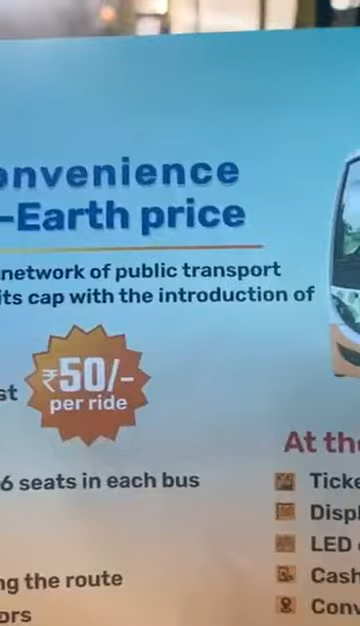 onvenience
-Earth price
network of public transport
its cap with the introduction of
st
₹50/-
per ride
6 seats in each bus
ng the route
ors
At the
Ticke
Displ
LED
Cash
Conv